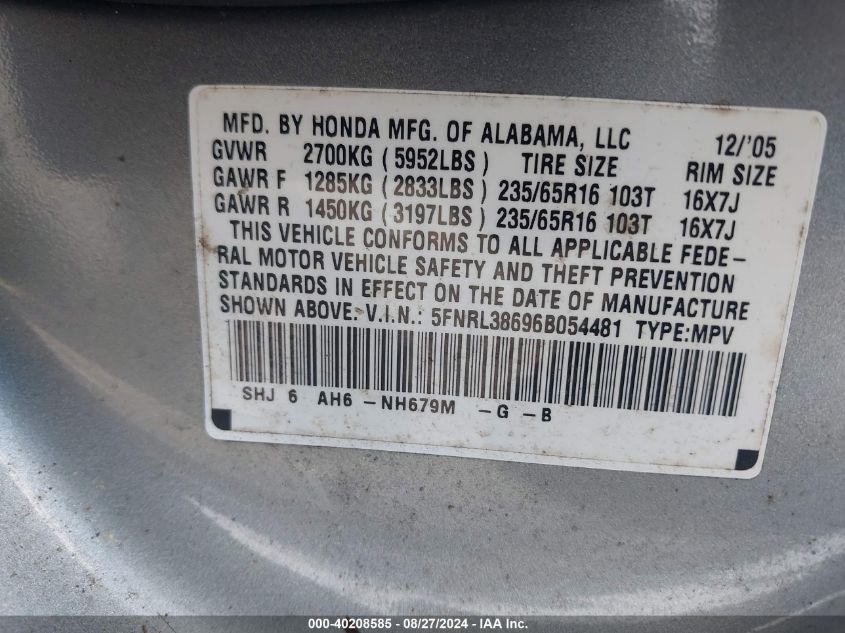 MFD. BY HONDA MFG. OF ALABAMA, LLC 12/'05
GVWR 2700KG (5952LBS) TIRE SIZE RIM SIZE
GAWR F 1285KG (2833LBS) 235/65R16 103T 16X7J
GAWR R 1450KG (3197LBS) 235/65R16 103T 16X7J
THIS VEHICLE CONFORMS TO ALL APPLICABLE FEDE-
RAL MOTOR VEHICLE SAFETY AND THEFT PREVENTION
STANDARDS IN EFFECT ON THE DATE OF MANUFACTURE
SHOWN ABOVE. V.I.N.: 5FNRL38696B054481 TYPE:MPV
SHJ 6 AH6 -NH679M -G -B
000-40208585 - 08/27/2024 - IAA Inc.